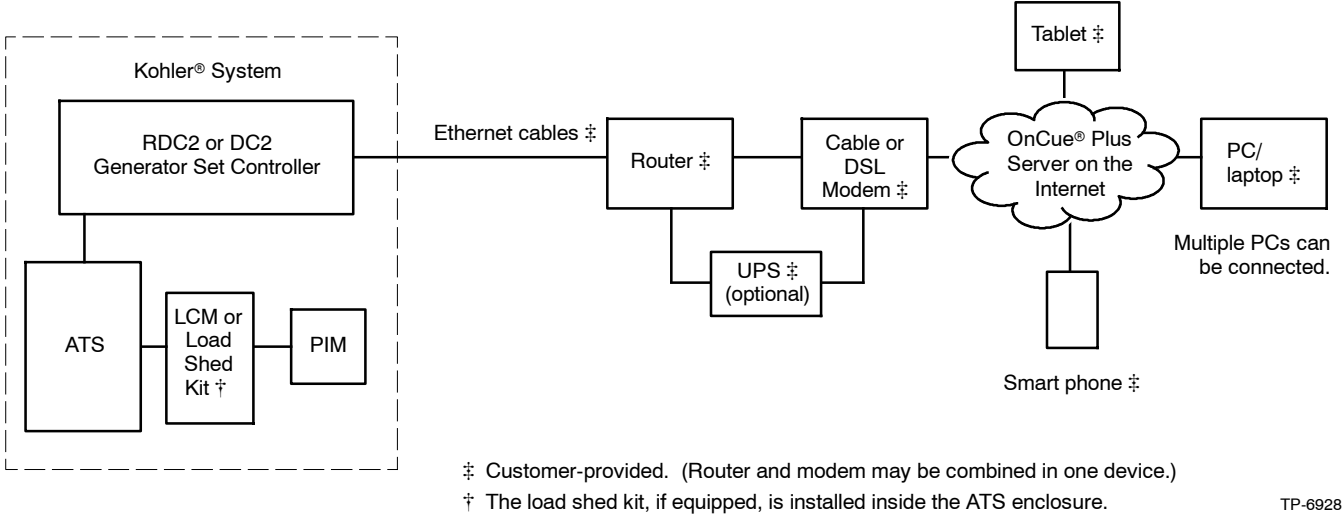 Tablet ‡
Kohler® System
RDC2 or DC2
Generator Set Controller
Ethernet cables ‡
Router ‡
Cable or
DSL
Modem ‡
OnCue® Plus
Server on the
Internet
PC/
laptop ‡
Multiple PCs can
be connected.
UPS ‡
(optional)
ATS
LCM or
Load
Shed
Kit †
PIM
Smart phone ‡
‡ Customer-provided. (Router and modem may be combined in one device.)
† The load shed kit, if equipped, is installed inside the ATS enclosure.
TP-6928